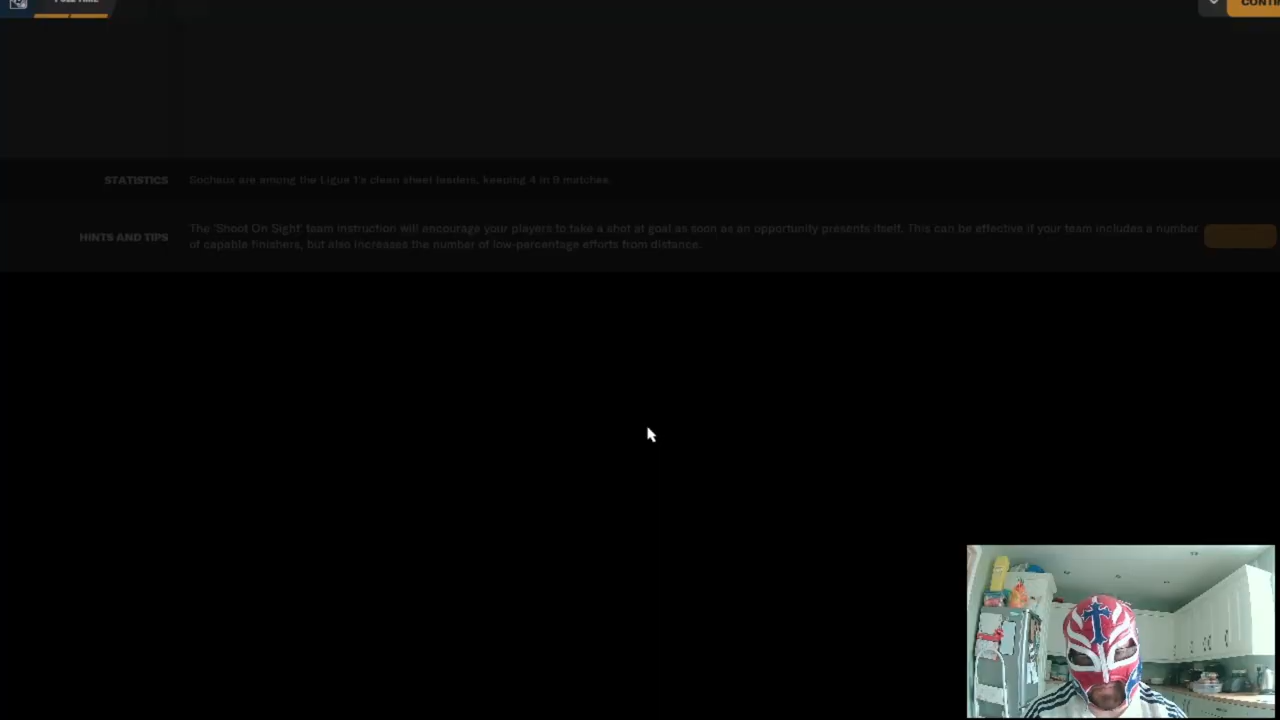 FULL TIME
STATISTICS
Sochaux are among the Ligue 1's clean sheet leaders, keeping 4 in 9 matches.
HINTS AND TIPS
The 'Shoot On Sight' team instruction will encourage your players to take a shot at goal as soon as an opportunity presents itself. This can be effective if your team includes a number
of capable finishers, but also increases the number of low-percentage efforts from distance.